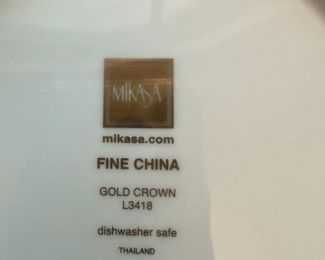 MIKASA
mikasa.com
FINE CHINA
GOLD CROWN
L3418
dishwasher safe
THAILAND